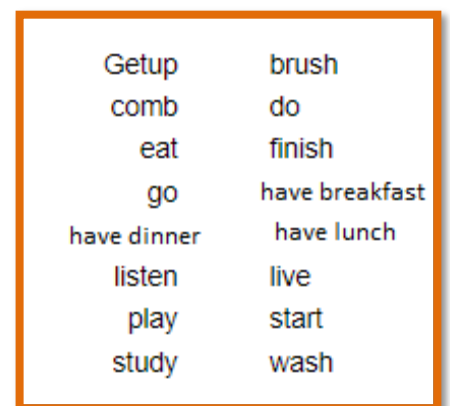 Getup brush
comb do
eat finish
go have breakfast
have dinner have lunch
listen live
play start
study wash